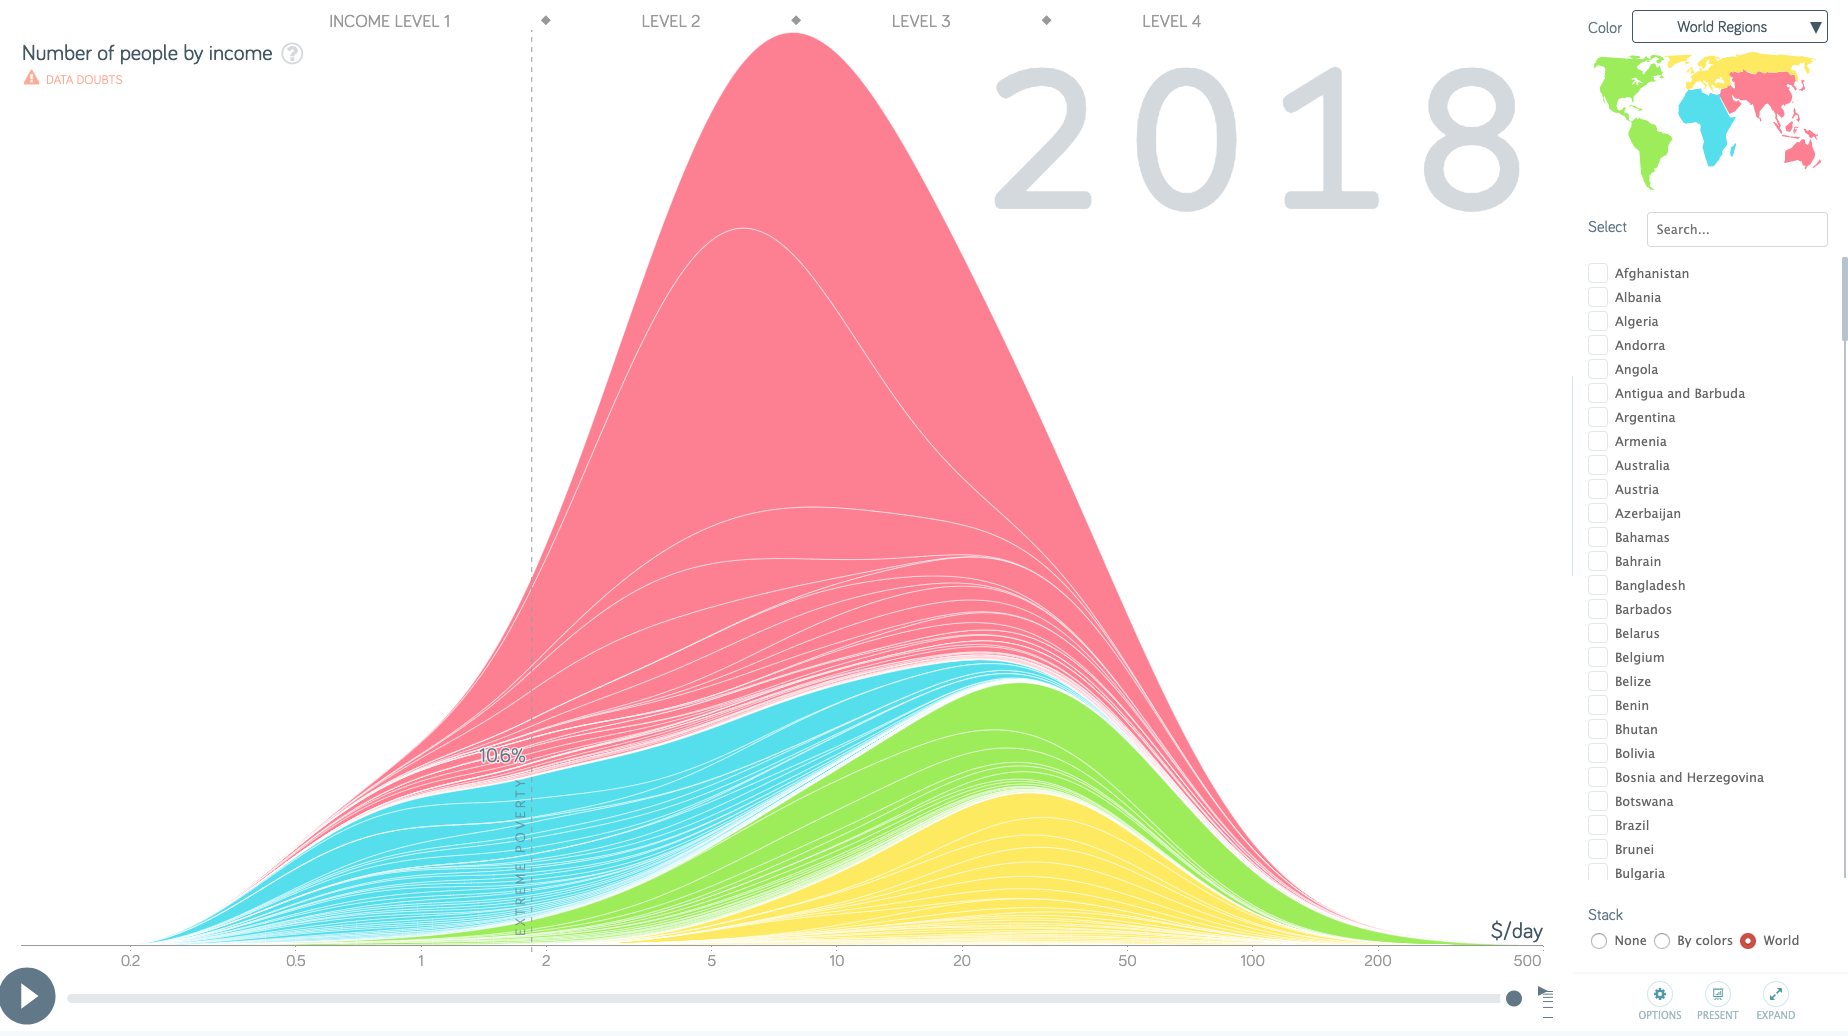 INCOME LEVEL 1 ◆ LEVEL 2 ◆ LEVEL 3 ◆ LEVEL 4
Number of people by income ?
DATA DOUBTS
2018
10.6%
EXTREME POVERTY
$/day
0.2 0.5 1 2 5 10 20 50 100 200 500
Color World Regions ▼
Select Search...
Afghanistan
Albania
Algeria
Andorra
Angola
Antigua and Barbuda
Argentina
Armenia
Australia
Austria
Azerbaijan
Bahamas
Bahrain
Bangladesh
Barbados
Belarus
Belgium
Belize
Benin
Bhutan
Bolivia
Bosnia and Herzegovina
Botswana
Brazil
Brunei
Bulgaria
Stack
None By colors World
OPTIONS PRESENT EXPAND